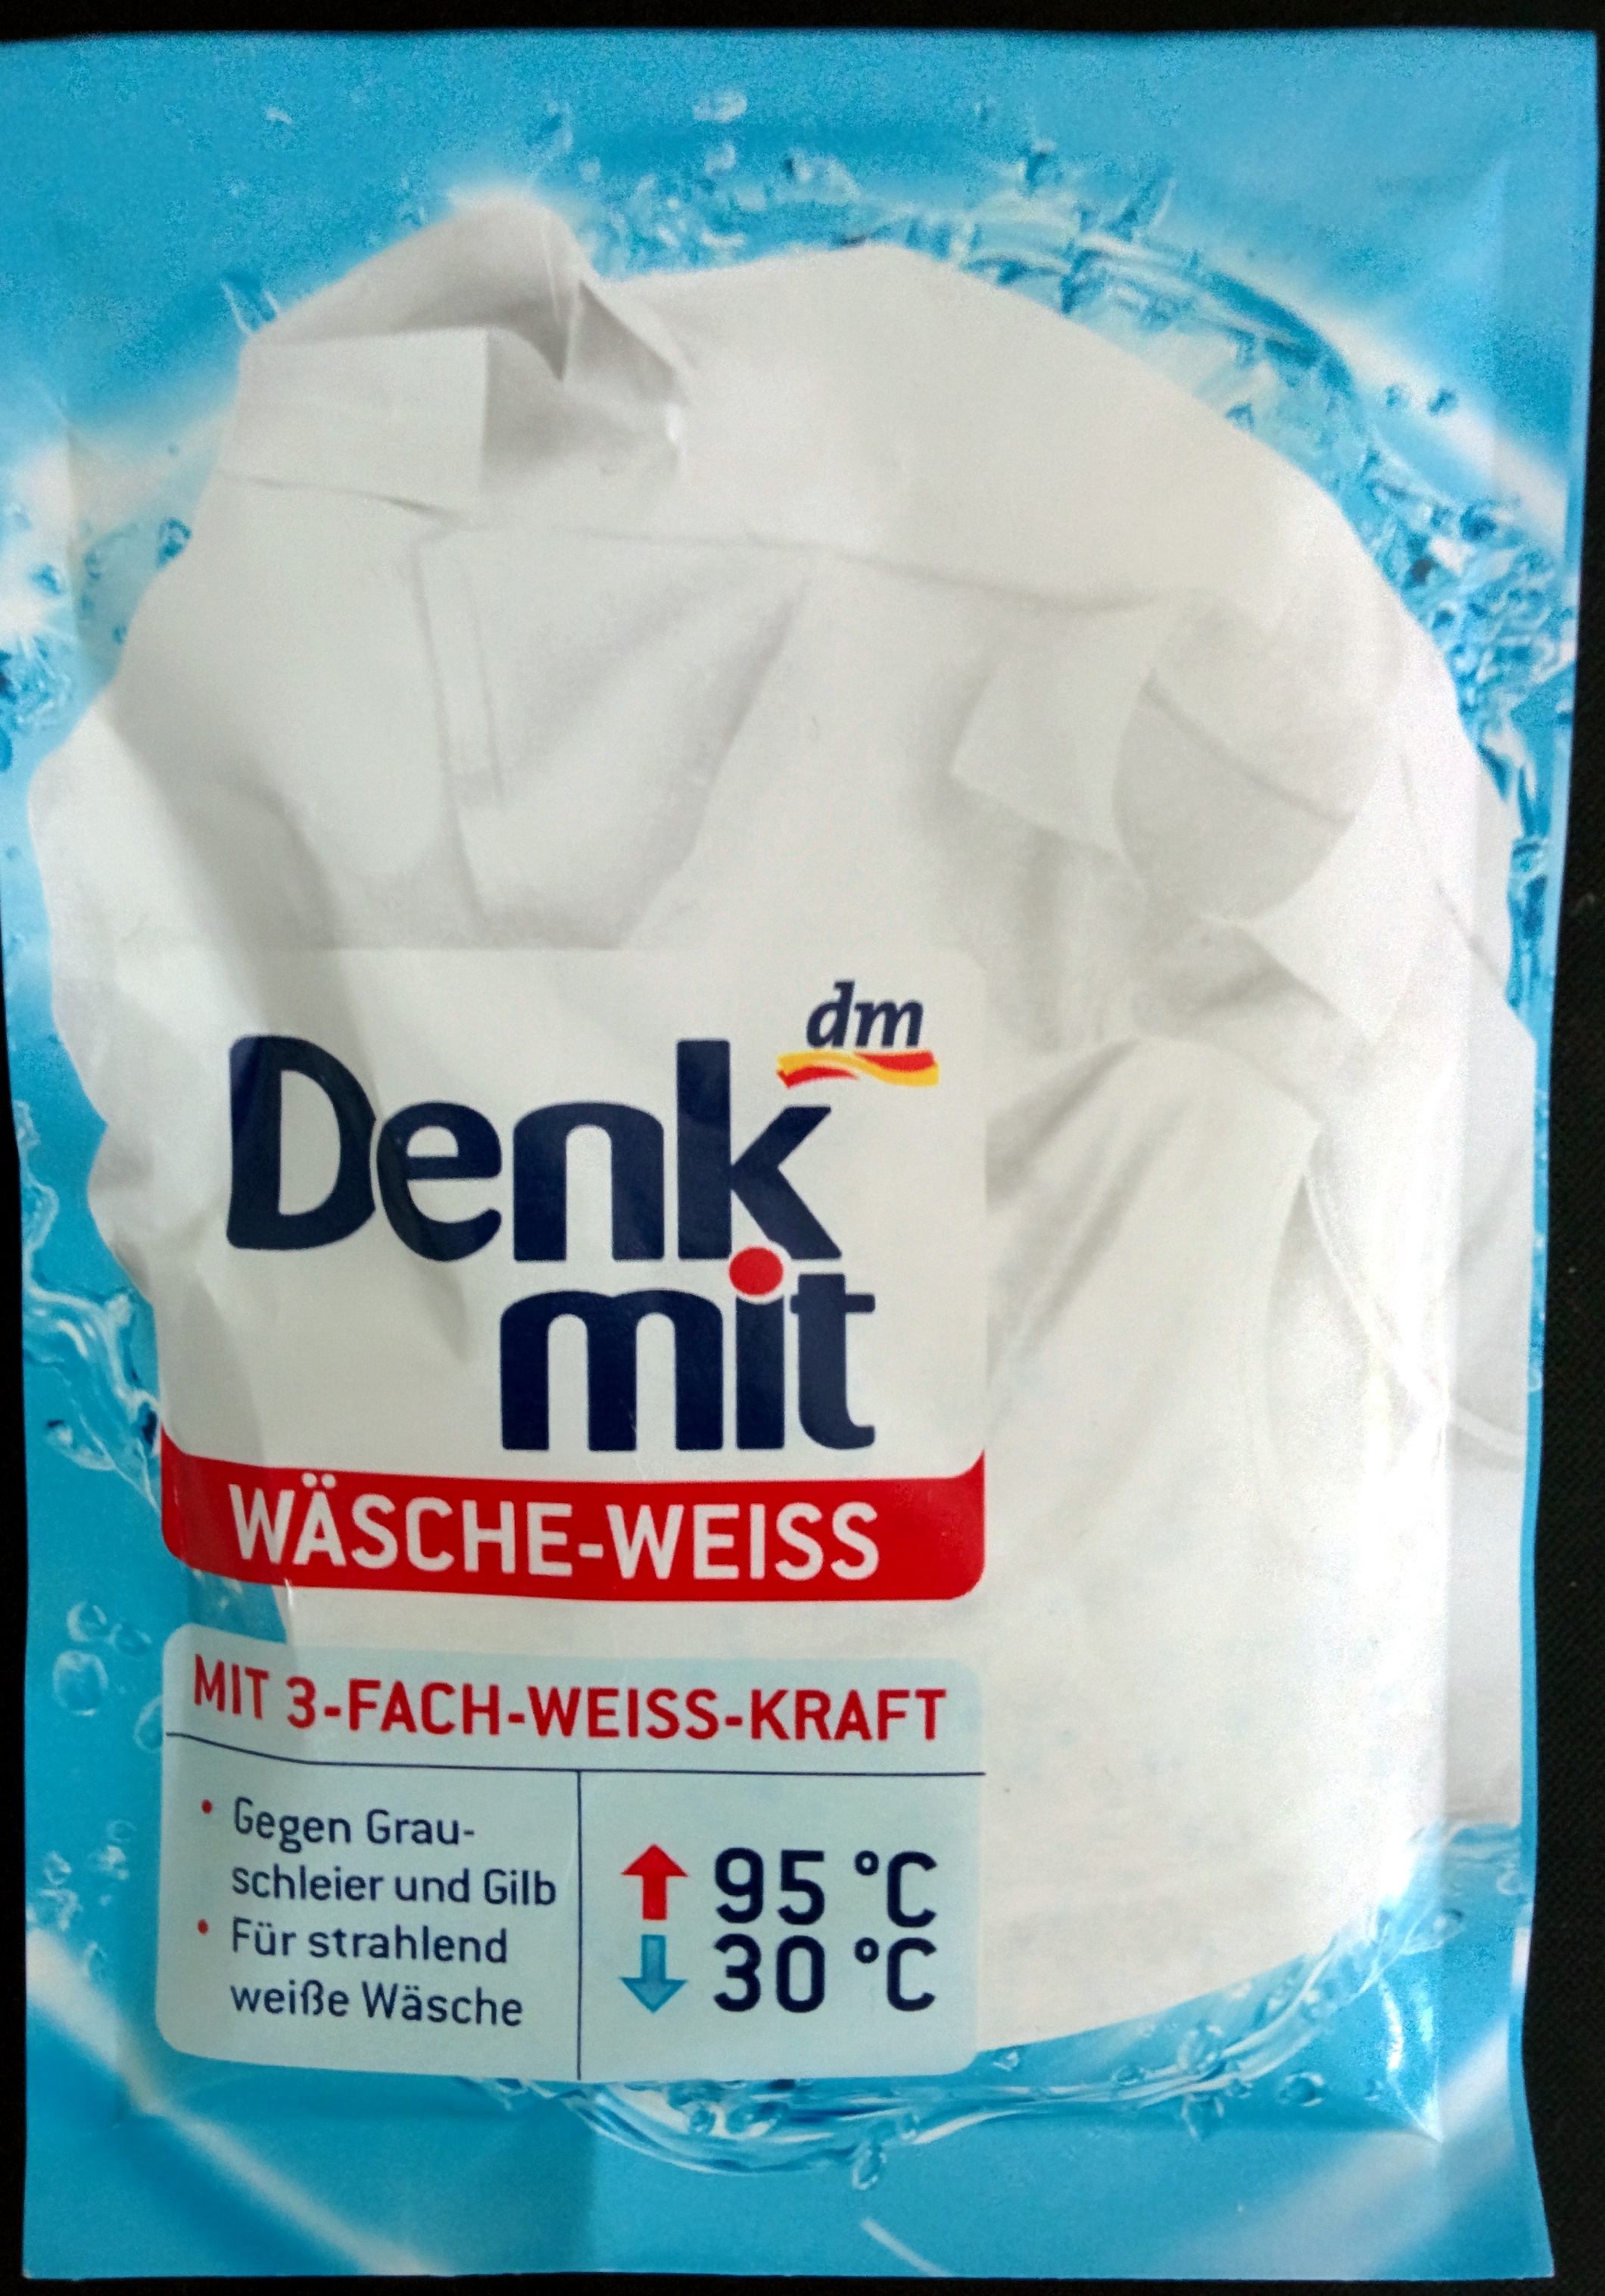 dm
Denk
mit
WÄSCHE-WEISS
MIT 3-FACH-WEISS-KRAFT
• Gegen Grau-
schleier und Gilb
• Für strahlend
weiße Wäsche
95 °C
30 °C